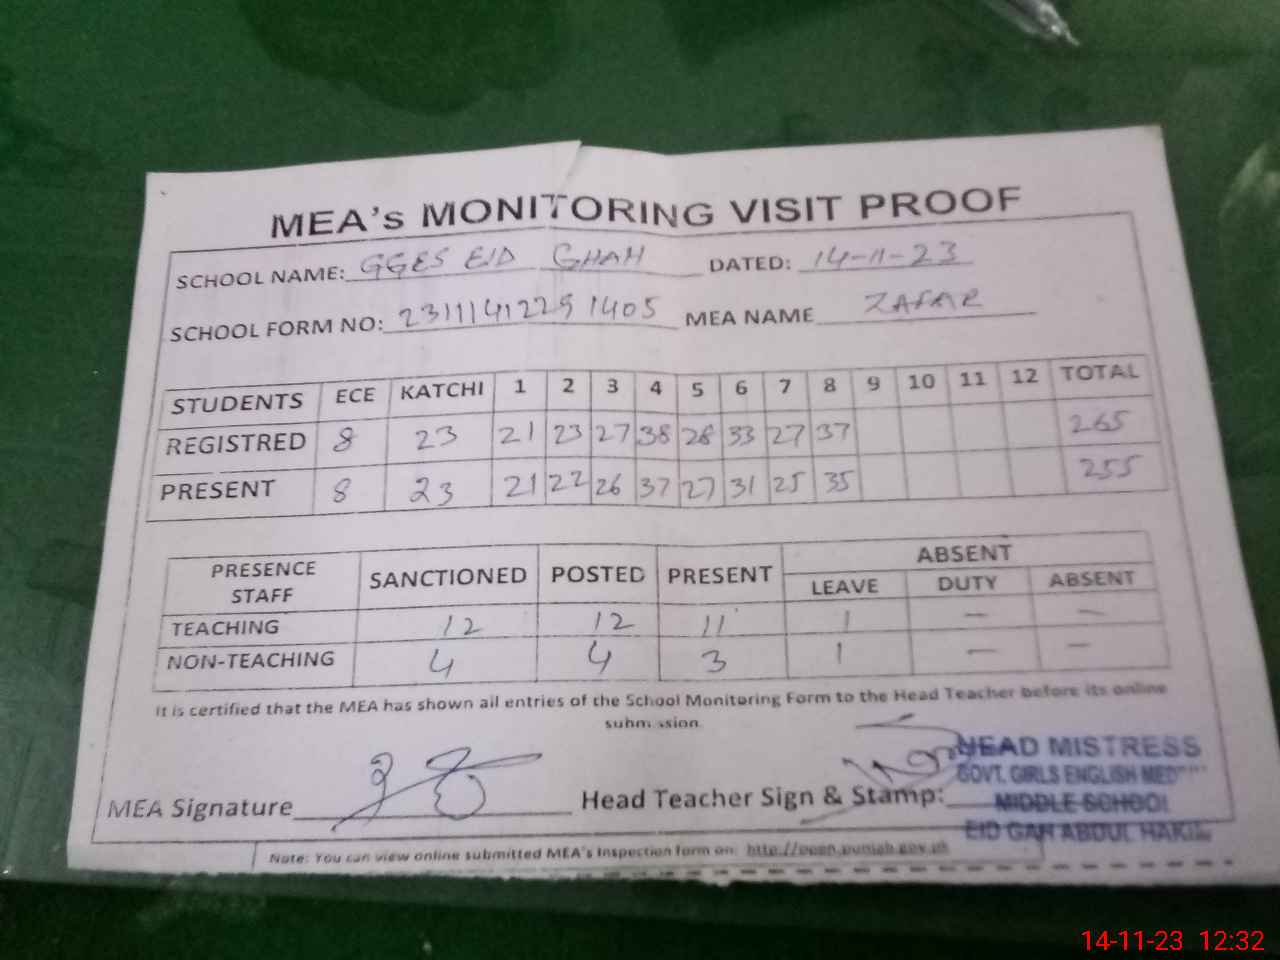 MEA's MONITORING VISIT PROOF
SCHOOL NAME: GGES EID GHAH DATED: 14-11-23
SCHOOL FORM NO: 23111412291405 MEA NAME ZAFAR
STUDENTS ECE KATCHI 1 2 3 4 5 6 7 8 9 10 11 12 TOTAL
REGISTRED 8 23 21 23 27 38 28 33 27 37 265
PRESENT 8 23 21 22 26 37 27 31 25 35 255
PRESENCE STAFF SANCTIONED POSTED PRESENT ABSENT
LEAVE DUTY ABSENT
TEACHING 12 12 11 1 — —
NON-TEACHING 4 4 3 1 — —
It is certified that the MEA has shown all entries of the School Monitoring Form to the Head Teacher before its online
submission.
MEA Signature Head Teacher Sign & Stamp:
HEAD MISTRESS
GOVT. GIRLS ENGLISH MED
MIDDLE SCHOOL
EID GAH ABDUL HAKIL
Note: You can view online submitted MEA's Inspection form on: http://open.punjab.gov.pk
14-11-23 12:32